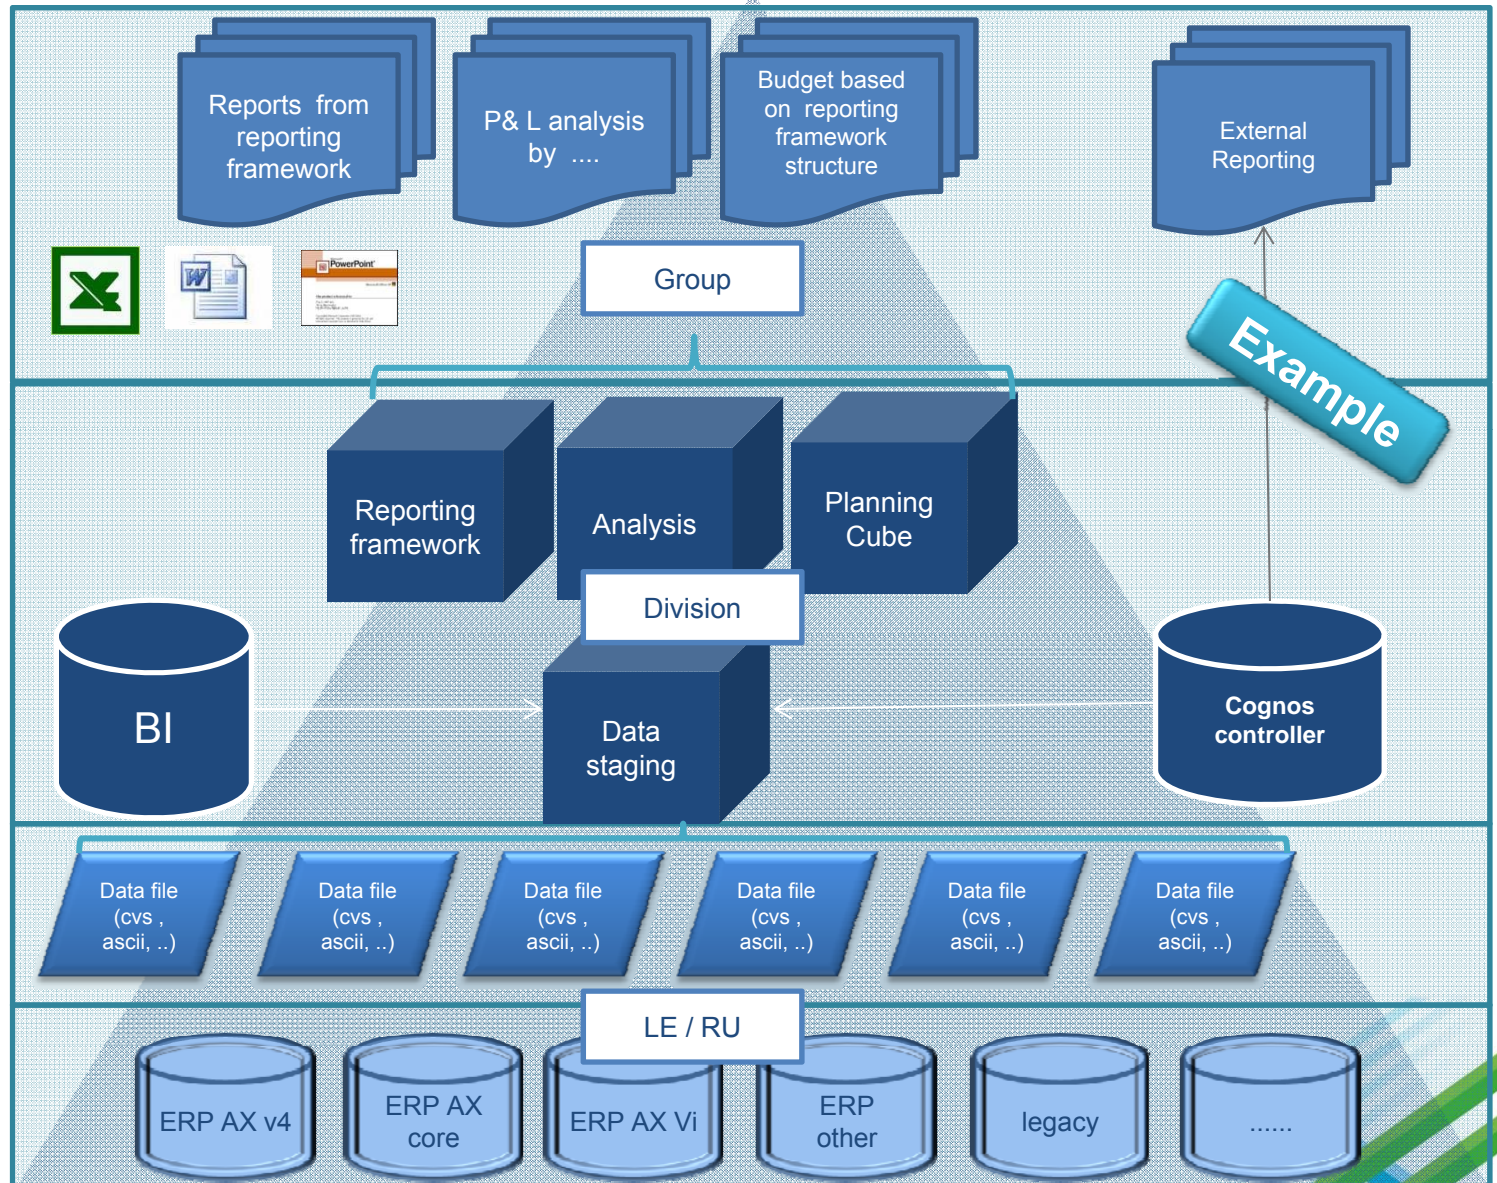 Reports from
reporting
framework
P& L analysis
by ....
Budget based
on reporting
framework
structure
External
Reporting
PowerPoint
Group
Example
Reporting
framework
Analysis
Planning
Cube
Division
BI
Data
staging
Cognos
controller
Data file
(cvs ,
ascii, ..)
Data file
(cvs ,
ascii, ..)
Data file
(cvs ,
ascii, ..)
Data file
(cvs ,
ascii, ..)
Data file
(cvs ,
ascii, ..)
Data file
(cvs ,
ascii, ..)
LE / RU
ERP AX v4
ERP AX
core
ERP AX Vi
ERP
other
legacy
......